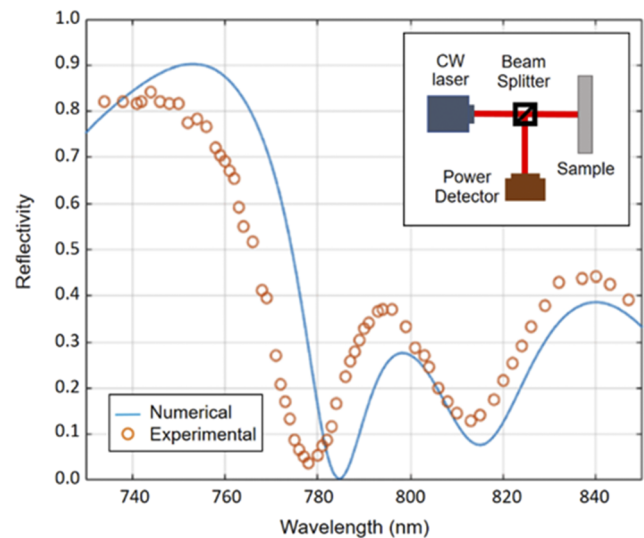 1.0
0.9
0.8
0.7
0.6
0.5
0.4
0.3
0.2
0.1
0.0
Reflectivity
CW
laser
Beam
Splitter
Power
Detector
Sample
Numerical
Experimental
740 760 780 800 820 840
Wavelength (nm)